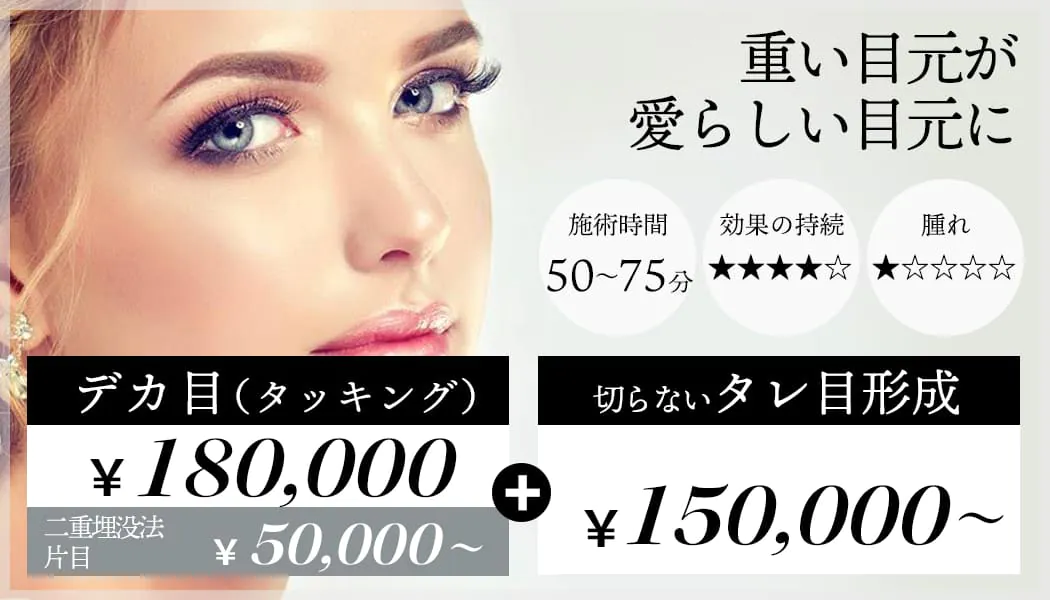 重い目元が
愛らしい目元に
施術時間
50~75分
効果の持続
★★★★☆
腫れ
★☆☆☆☆
デカ目(タッキング)
¥180,000
二重埋没法
片目
¥50,000~
+
切らないタレ目形成
¥150,000~